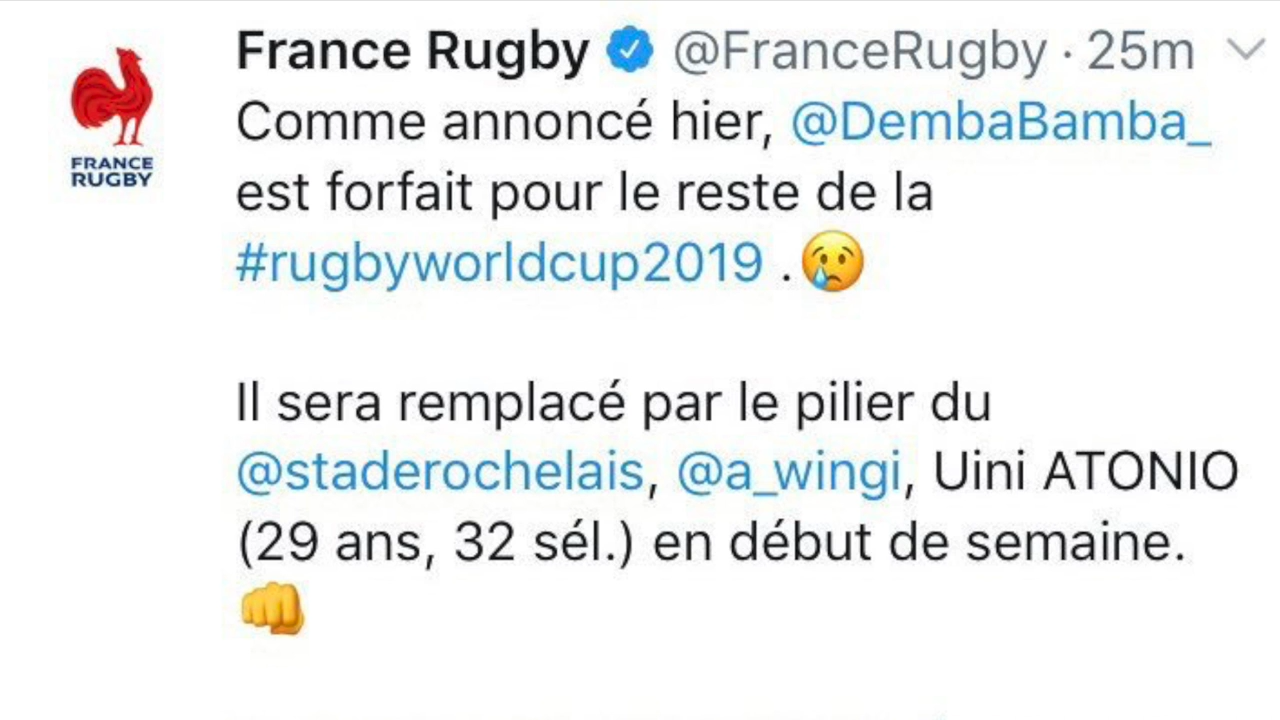 FRANCE
RUGBY
France Rugby @FranceRugby · 25m
Comme annoncé hier, @DembaBamba_
est forfait pour le reste de la
#rugbyworldcup2019 .😢
Il sera remplacé par le pilier du
@staderochelais, @a_wingi, Uini ATONIO
(29 ans, 32 sél.) en début de semaine.
👊